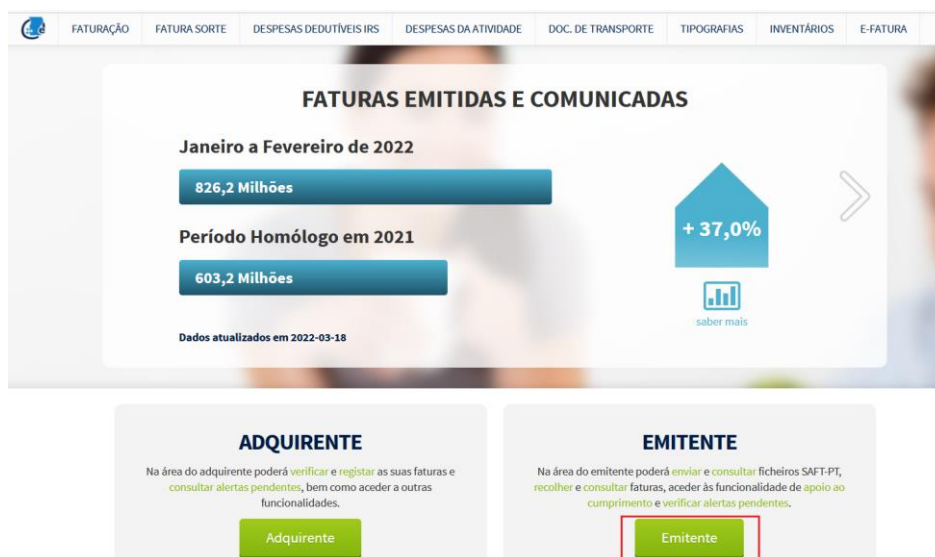 FATURAÇÃO FATURA SORTE DESPESAS DEDUTÍVEIS IRS DESPESAS DA ATIVIDADE DOC. DE TRANSPORTE TIPOGRAFIAS INVENTÁRIOS E-FATURA
FATURAS EMITIDAS E COMUNICADAS
Janeiro a Fevereiro de 2022
826,2 Milhões
Período Homólogo em 2021
603,2 Milhões
+ 37,0%
saber mais
Dados atualizados em 2022-03-18
ADQUIRENTE
Na área do adquirente poderá verificar e registar as suas faturas e
consultar alertas pendentes, bem como aceder a outras
funcionalidades.
Adquirente
EMITENTE
Na área do emitente poderá enviar e consultar ficheiros SAFT-PT,
recolher e consultar faturas, aceder às funcionalidade de apoio ao
cumprimento e verificar alertas pendentes.
Emitente